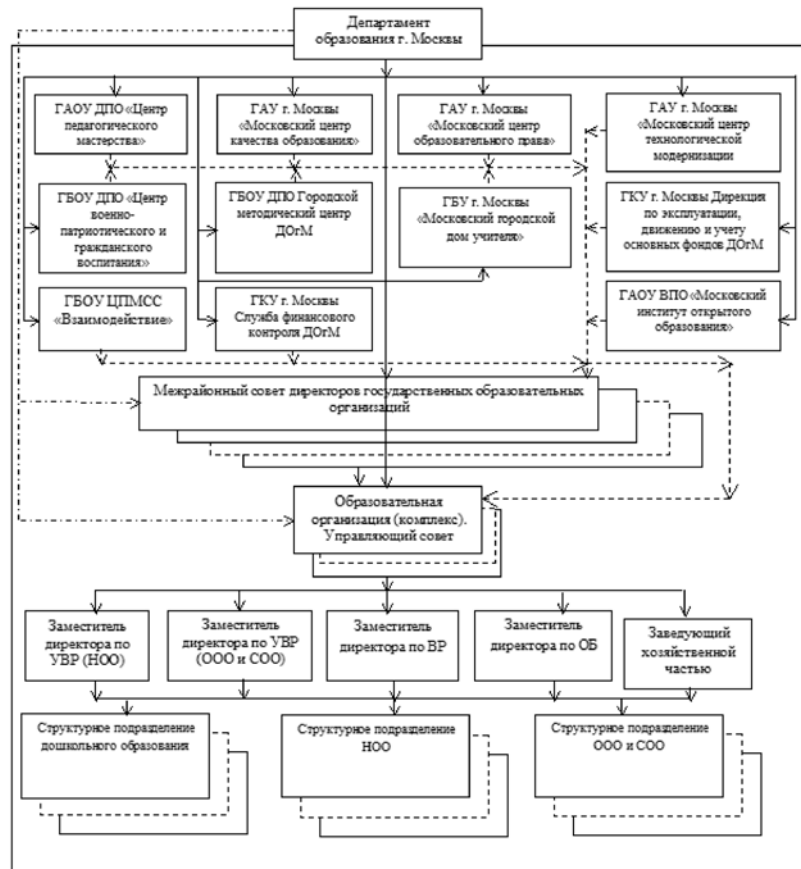 Департамент
образования г. Москвы
ГАОУ ДПО «Центр
педагогического
мастерства»
ГАУ г. Москвы
«Московский центр
качества образования»
ГАУ г. Москвы
«Московский центр
образовательного
права»
ГАУ г. Москвы
«Московский центр
технологической
модернизации
ГБОУ ДПО «Центр
военно-
патриотического и
гражданского
воспитания»
ГБОУ ДПО Городской
методический центр
ДОгМ
ГБУ г. Москвы
«Московский городской
дом учителя»
ГКУ г. Москвы Дирекция
по эксплуатации,
движению и учету
основных фондов ДОгМ
ГБОУ ЦПМСС
«Взаимодействие»
ГКУ г. Москвы
Служба финансового
контроля ДОгМ
ГАОУ ВПО «Московский
институт открытого
образования»
Межрайонный совет директоров государственных образовательных
организаций
Образовательная
организация (комплекс).
Управляющий совет
Заместитель
директора по
УВР (НОО)
Заместитель
директора по УВР
(ООО и СОО)
Заместитель
директора по ВР
Заместитель
директора по ОБ
Заведующий
хозяйственной
частью
Структурное подразделение
дошкольного образования
Структурное подразделение
НОО
Структурное подразделение
ООО и СОО